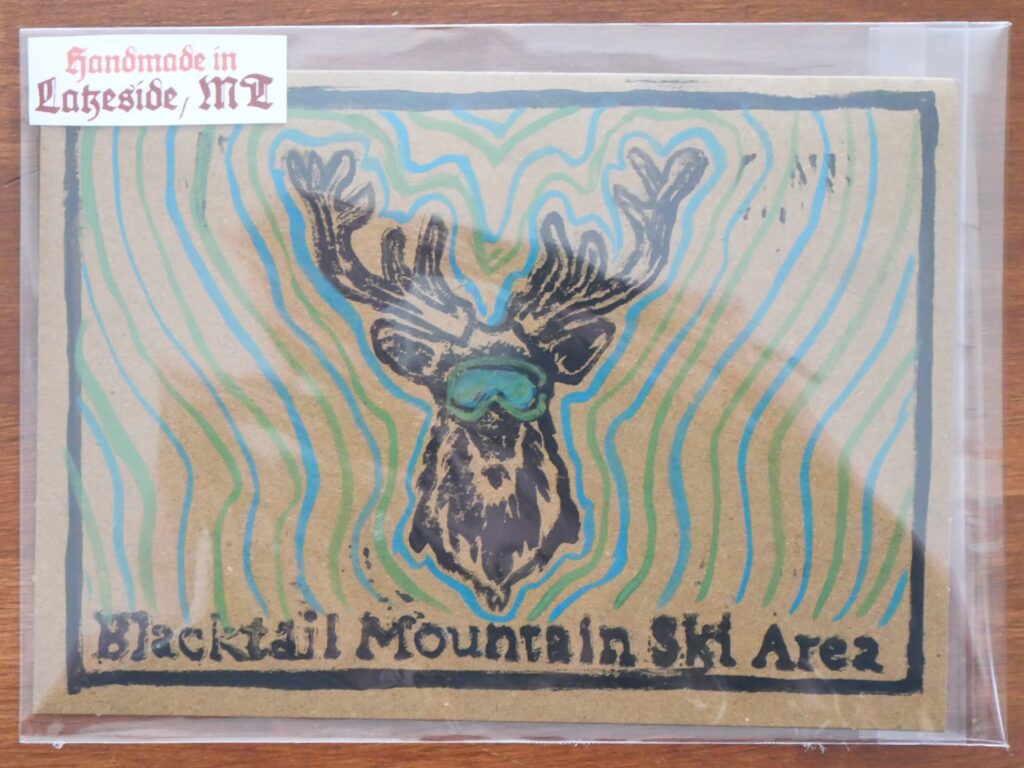 Handmade in
Lakeside, MT
Blacktail Mountain Ski Area